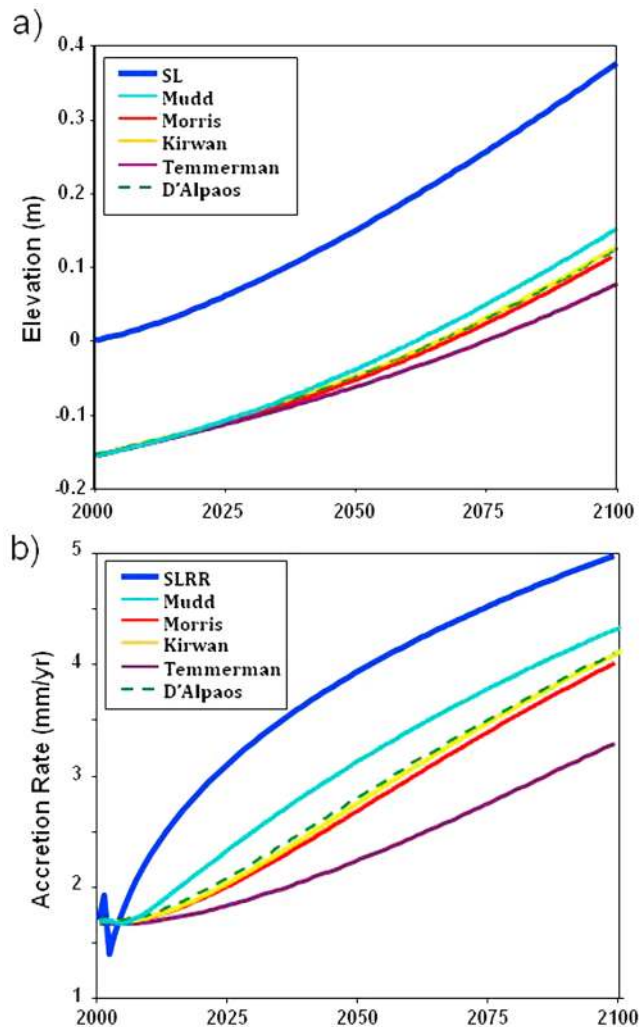 a)
0.4
0.3
0.2
0.1
0
-0.1
-0.2
Elevation (m)
SL
Mudd
Morris
Kirwan
Temmerman
D'Alpaos
2000 2025 2050 2075 2100
b)
5
4
3
2
1
Accretion Rate (mm/yr)
SLRR
Mudd
Morris
Kirwan
Temmerman
D'Alpaos
2000 2025 2050 2075 2100